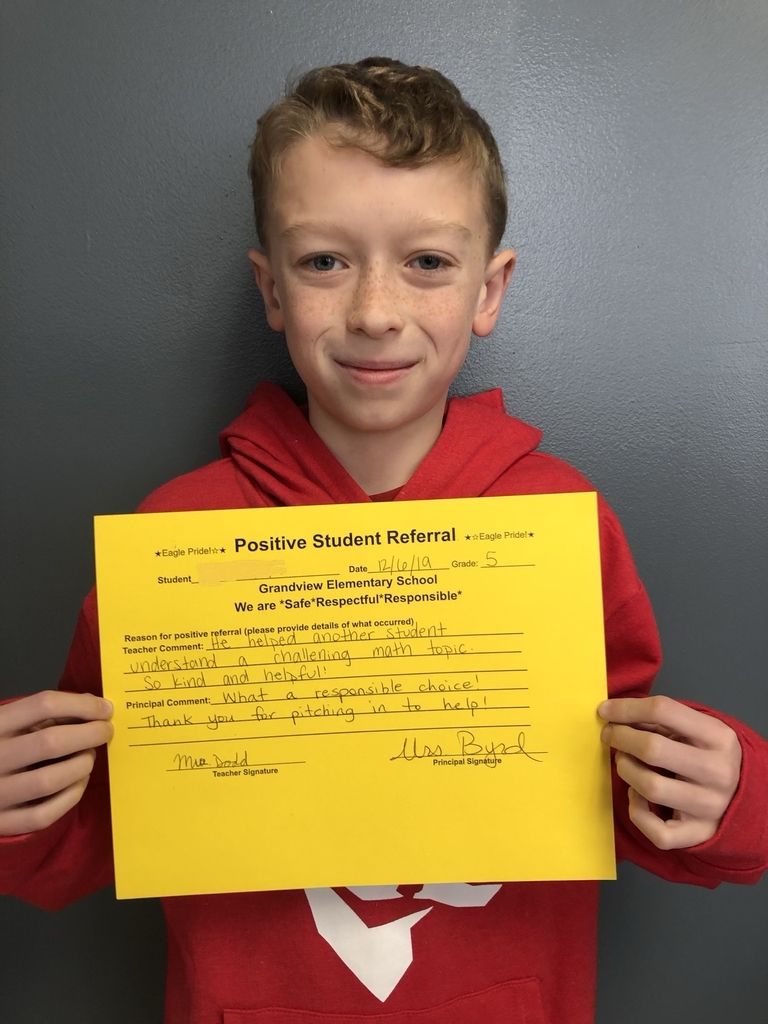 ★Eagle Pride!☆★ Positive Student Referral ★☆Eagle Pride!★
Student Date 12/6/19 Grade: 5
Grandview Elementary School
We are *Safe*Respectful*Responsible*
Reason for positive referral (please provide details of what occurred)
Teacher Comment: He helped another student
understand a challening math topic.
So kind and helpful!
Principal Comment: What a responsible choice!
Thank you for pitching in to help!
Dodd Mrs. Byrd
Teacher Signature Principal Signature